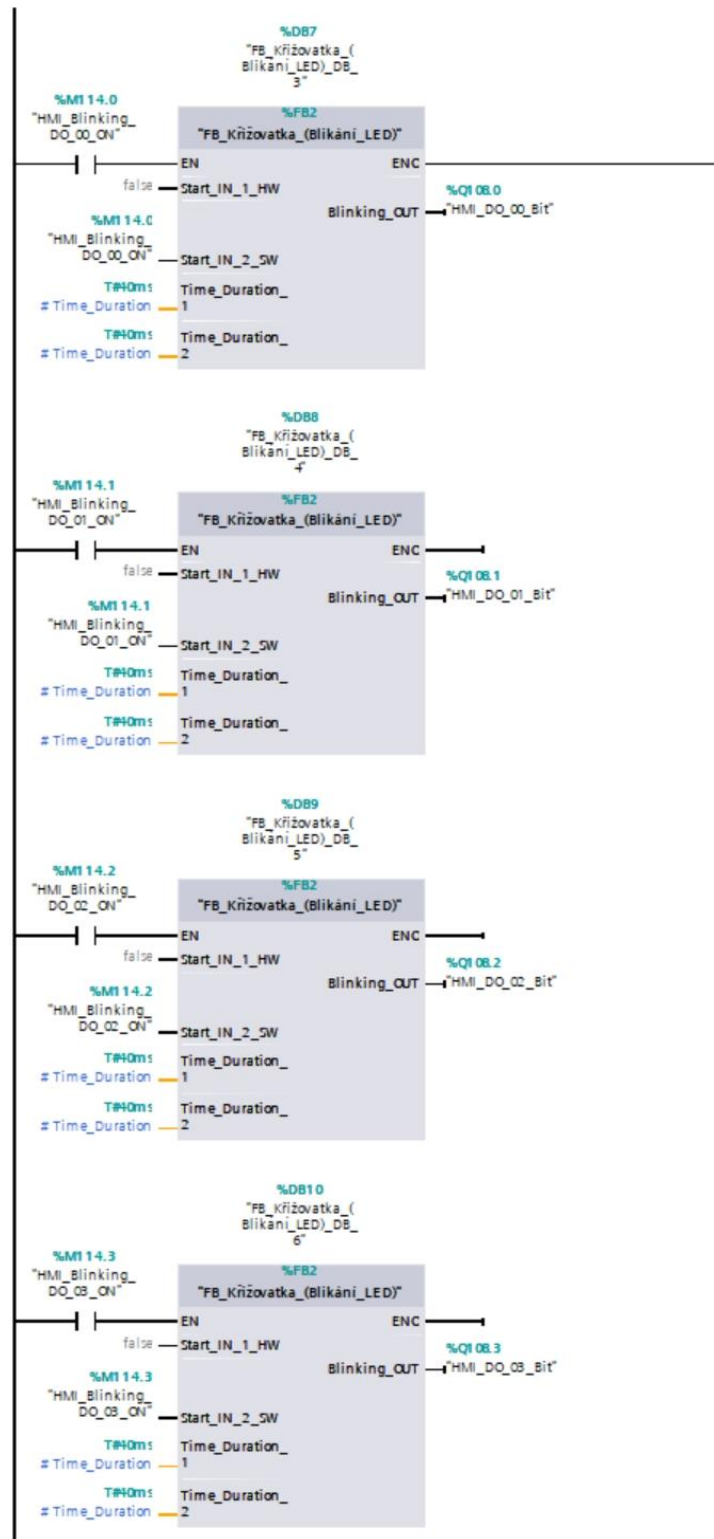 %DB7
"FB_Křižovatka_(
Blikání_LED)_DB_
3"
%M114.0
"HMI_Blinking_
DO_00_ON"
%FB2
"FB_Křižovatka_(Blikání_LED)"
EN
ENO
false
Start_IN_1_HW
%Q108.0
Blinking_OUT
"HMI_DO_00_Bit"
%M114.0
"HMI_Blinking_
DO_00_ON"
Start_IN_2_SW
T#40ms
Time_Duration_
# Time_Duration
1
T#40ms
Time_Duration_
# Time_Duration
2
%DB8
"FB_Křižovatka_(
Blikání_LED)_DB_
4"
%M114.1
"HMI_Blinking_
DO_01_ON"
%FB2
"FB_Křižovatka_(Blikání_LED)"
EN
ENO
false
Start_IN_1_HW
%Q108.1
Blinking_OUT
"HMI_DO_01_Bit"
%M114.1
"HMI_Blinking_
DO_01_ON"
Start_IN_2_SW
T#40ms
Time_Duration_
# Time_Duration
1
T#40ms
Time_Duration_
# Time_Duration
2
%DB9
"FB_Křižovatka_(
Blikání_LED)_DB_
5"
%M114.2
"HMI_Blinking_
DO_02_ON"
%FB2
"FB_Křižovatka_(Blikání_LED)"
EN
ENO
false
Start_IN_1_HW
%Q108.2
Blinking_OUT
"HMI_DO_02_Bit"
%M114.2
"HMI_Blinking_
DO_02_ON"
Start_IN_2_SW
T#40ms
Time_Duration_
# Time_Duration
1
T#40ms
Time_Duration_
# Time_Duration
2
%DB10
"FB_Křižovatka_(
Blikání_LED)_DB_
6"
%M114.3
"HMI_Blinking_
DO_03_ON"
%FB2
"FB_Křižovatka_(Blikání_LED)"
EN
ENO
false
Start_IN_1_HW
%Q108.3
Blinking_OUT
"HMI_DO_03_Bit"
%M114.3
"HMI_Blinking_
DO_03_ON"
Start_IN_2_SW
T#40ms
Time_Duration_
# Time_Duration
1
T#40ms
Time_Duration_
# Time_Duration
2